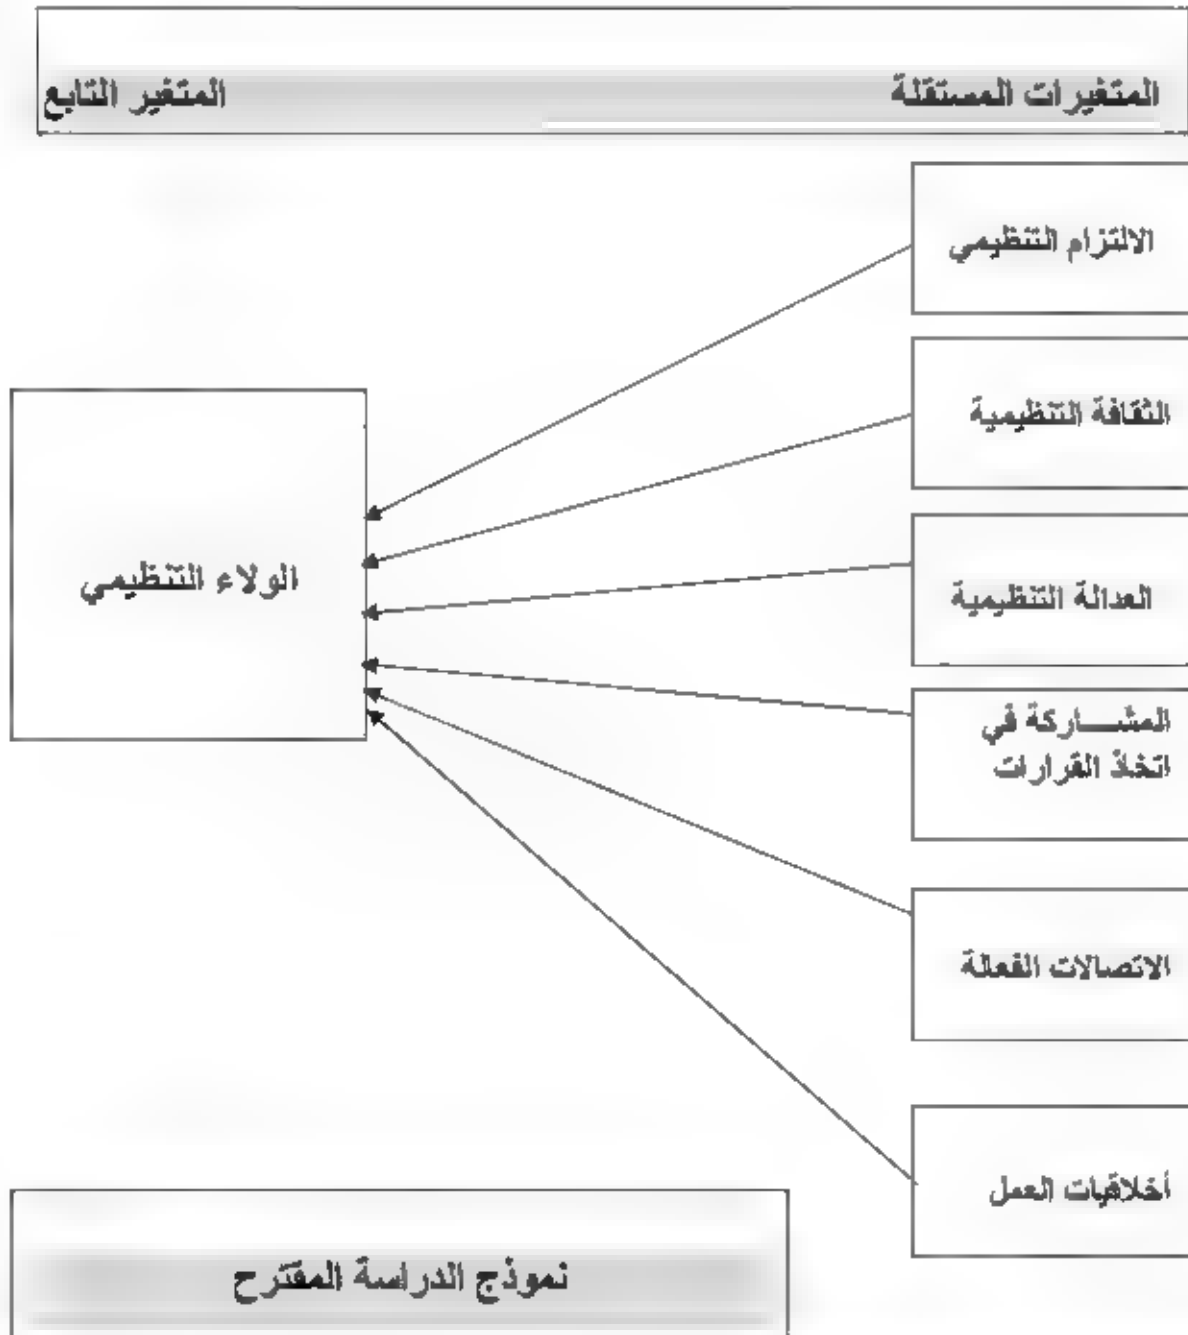 المتغيرات المستقلة
المتغير التابع
الالتزام التنظيمي
الثقافة التنظيمية
العدالة التنظيمية
المشـــاركة في
اتخاذ القرارات
الاتصالات الفعالة
أخلاقيات العمل
الولاء التنظيمي
نموذج الدراسة المقترح